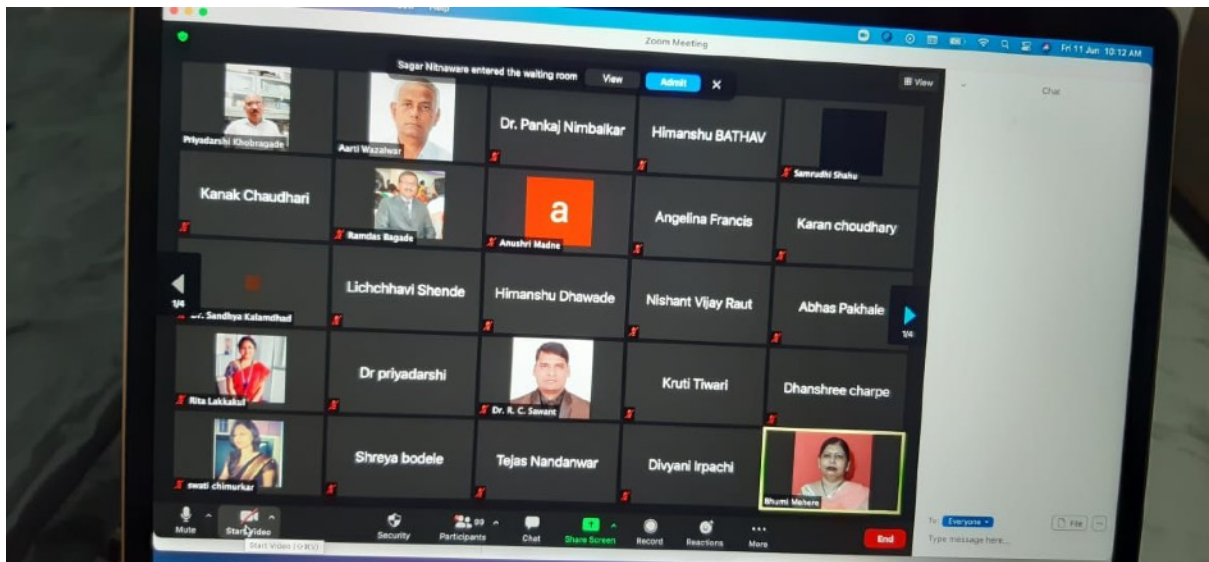 Help
Zoom Meeting
Fri 11 Jun 10:12 AM
Sagar Nitnaware entered the waiting room View Admit X
View
Chat
Priyadarshi Khobragade
Aarti Wazalwar
Dr. Pankaj Nimbalkar
Himanshu BATHAV
Samrudhi Shahu
Kanak Chaudhari
Ramdas Bagade
a
Anushri Madne
Angelina Francis
Karan choudhary
1/4
Dr. Sandhya Kalamdhad
Lichchhavi Shende
Himanshu Dhawade
Nishant Vijay Raut
Abhas Pakhale
1/4
Rita Lakkakul
Dr priyadarshi
Dr. R. C. Sawant
Kruti Tiwari
Dhanshree charpe
swati chimurkar
Shreya bodele
Tejas Nandanwar
Divyani Irpachi
Bhumi Mehere
Mute
Start Video
Start Video (⇧⌘V)
Security
99
Participants
Chat
Share Screen
Record
Reactions
More
End
To: Everyone
File
Type message here...